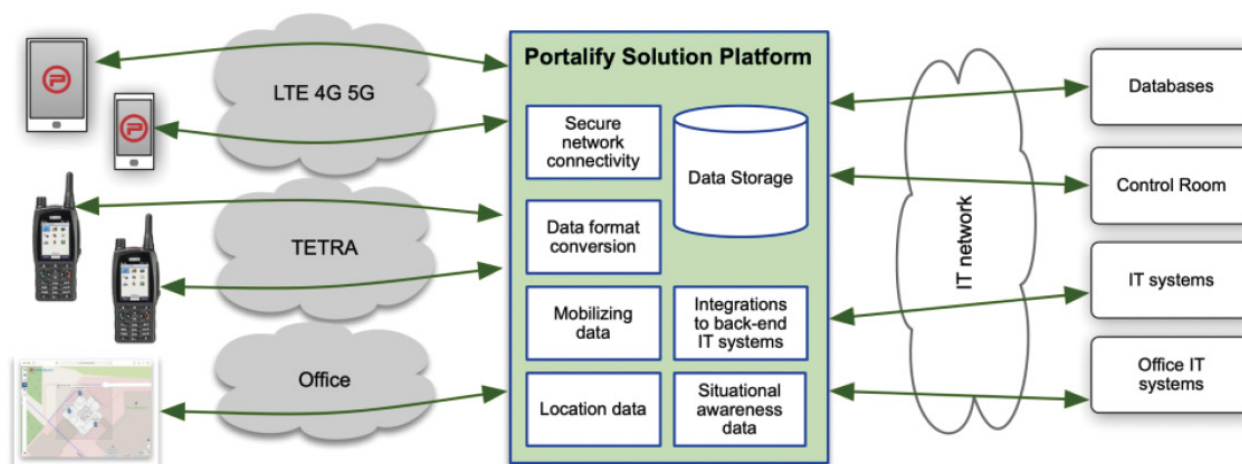 Portalify Solution Platform
LTE 4G 5G
TETRA
Office
Secure
network
connectivity
Data Storage
Data format
conversion
Mobilizing
data
Integrations
to back-end
IT systems
Location data
Situational
awareness
data
IT network
Databases
Control Room
IT systems
Office IT
systems